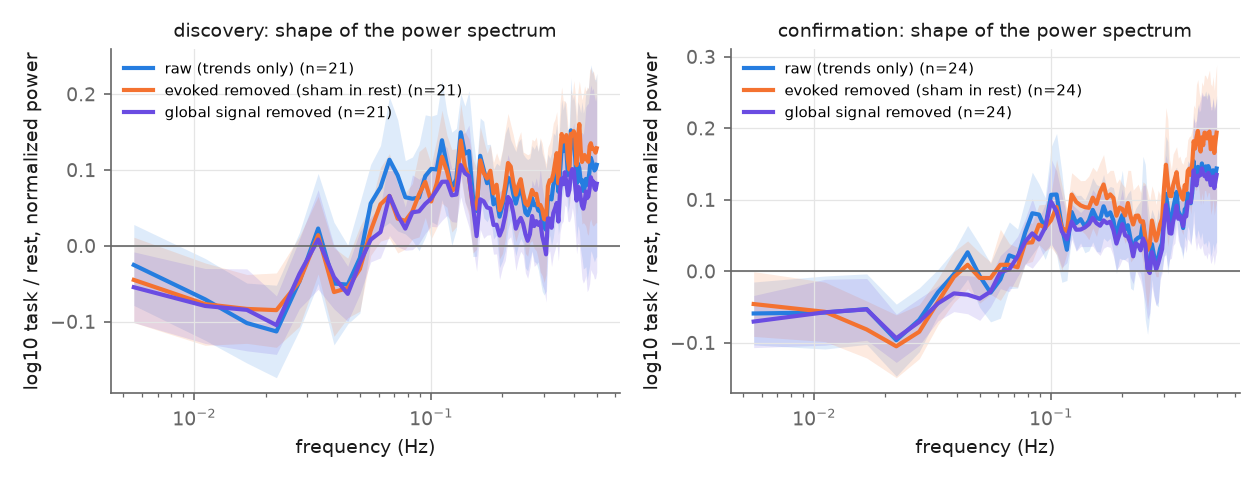 discovery: shape of the power spectrum
log10 task / rest, normalized power
raw (trends only) (n=21)
evoked removed (sham in rest) (n=21)
global signal removed (n=21)
0.2
0.1
0.0
−0.1
10⁻²
10⁻¹
frequency (Hz)
confirmation: shape of the power spectrum
log10 task / rest, normalized power
raw (trends only) (n=24)
evoked removed (sham in rest) (n=24)
global signal removed (n=24)
0.3
0.2
0.1
0.0
−0.1
10⁻²
10⁻¹
frequency (Hz)